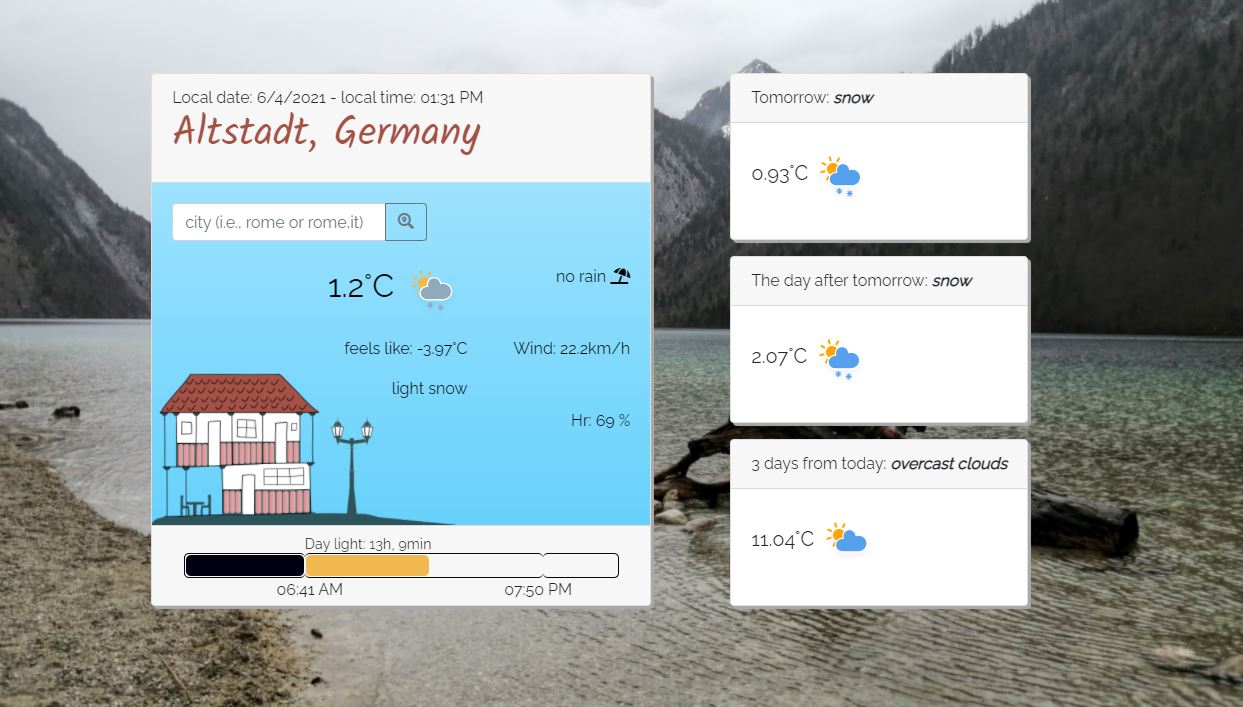 Local date: 6/4/2021 - local time: 01:31 PM
Altstadt, Germany
city (i.e., rome or rome,it)
1.2°C
no rain
feels like: -3.97°C
Wind: 22.2km/h
light snow
Hr: 69 %
Day light: 13h, 9min
06:41 AM
07:50 PM
Tomorrow: snow
0.93°C
The day after tomorrow: snow
2.07°C
3 days from today: overcast clouds
11.04°C